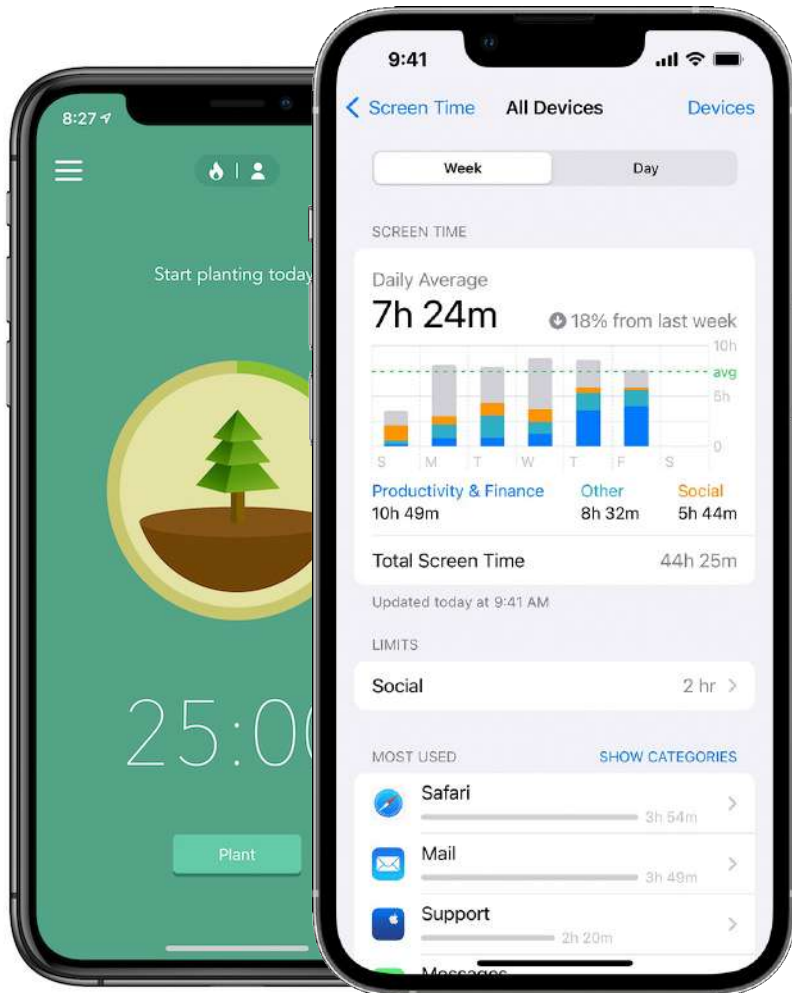 8:27
Start planting today
25:00
Plant
9:41
Screen Time
All Devices
Devices
Week
Day
SCREEN TIME
Daily Average
7h 24m
18% from last week
10h
avg
5h
0
S M T W T F S
Productivity & Finance
Other
Social
10h 49m
8h 32m
5h 44m
Total Screen Time
44h 25m
Updated today at 9:41 AM
LIMITS
Social
2 hr
MOST USED
SHOW CATEGORIES
Safari
3h 54m
Mail
3h 49m
Support
2h 20m
Messages